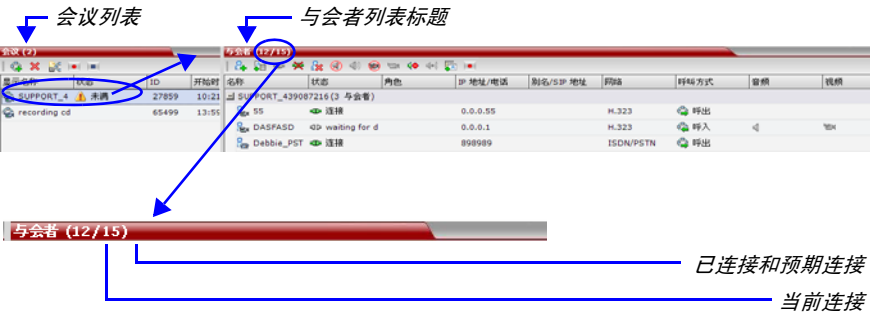 会议列表
与会者列表标题
会议 (2)
与会者 (12/15)
显示名称 状态 ID 开始时
名称 状态 角色 IP 地址/电话 别名/SIP 地址 网络 呼叫方式 音频 视频
SUPPORT_4 未满 27859 10:21
SUPPORT_439087216 (3 与会者)
recording cd 65499 13:59
55 连接 0.0.0.55 H.323 呼出
DASFASD waiting for d 0.0.0.1 H.323 呼入
Debbie_PST 连接 898989 ISDN/PSTN 呼出
与会者 (12/15)
已连接和预期连接
当前连接